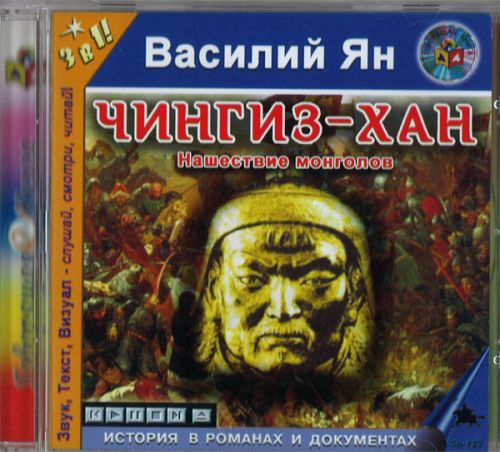 3 в 1!
Василий Ян
ЧИНГИЗ-ХАН
Нашествие монголов
Звук, Текст, Визуал - слушай, смотри, читай!
ИСТОРИЯ В РОМАНАХ И ДОКУМЕНТАХ